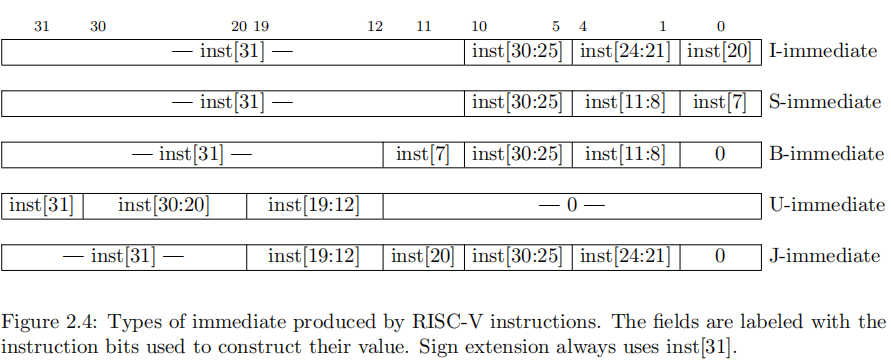 31 30 20 19 12 11 10 5 4 1 0
— inst[31] — inst[30:25] inst[24:21] inst[20] I-immediate
— inst[31] — inst[30:25] inst[11:8] inst[7] S-immediate
— inst[31] — inst[7] inst[30:25] inst[11:8] 0 B-immediate
inst[31] inst[30:20] inst[19:12] — 0 — U-immediate
— inst[31] — inst[19:12] inst[20] inst[30:25] inst[24:21] 0 J-immediate
Figure 2.4: Types of immediate produced by RISC-V instructions. The fields are labeled with the
instruction bits used to construct their value. Sign extension always uses inst[31].